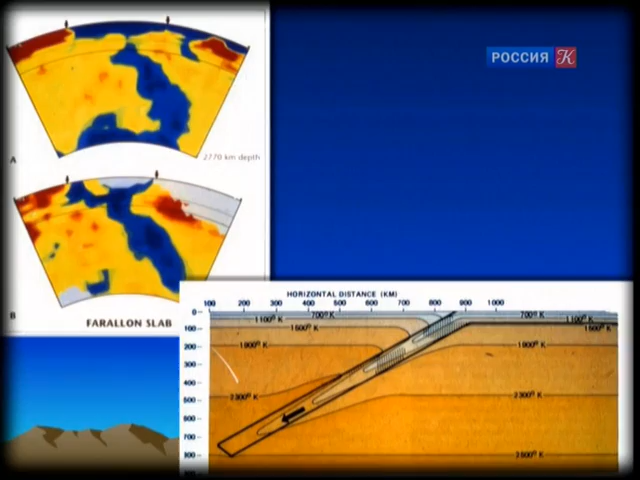 РОССИЯ К
A
2770 km depth
B
FARALLON SLAB
HORIZONTAL DISTANCE (KM)
100 200 300 400 500 600 700 800 900 1000
0
100
200
300
400
500
600
700
800
700° K 700° K
1100° K 1100° K
1500° K 1500° K
1900° K 1900° K
2300° K 2300° K